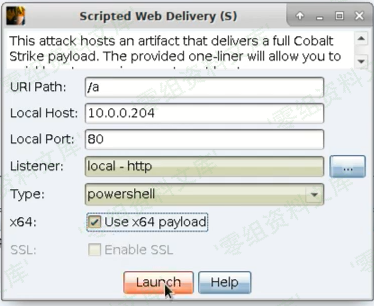 Scripted Web Delivery (S)
This attack hosts an artifact that delivers a full Cobalt
Strike payload. The provided one-liner will allow you to
URI Path: /a
Local Host: 10.0.0.204
Local Port: 80
Listener: local - http ...
Type: powershell
x64: Use x64 payload
SSL: Enable SSL
Launch Help